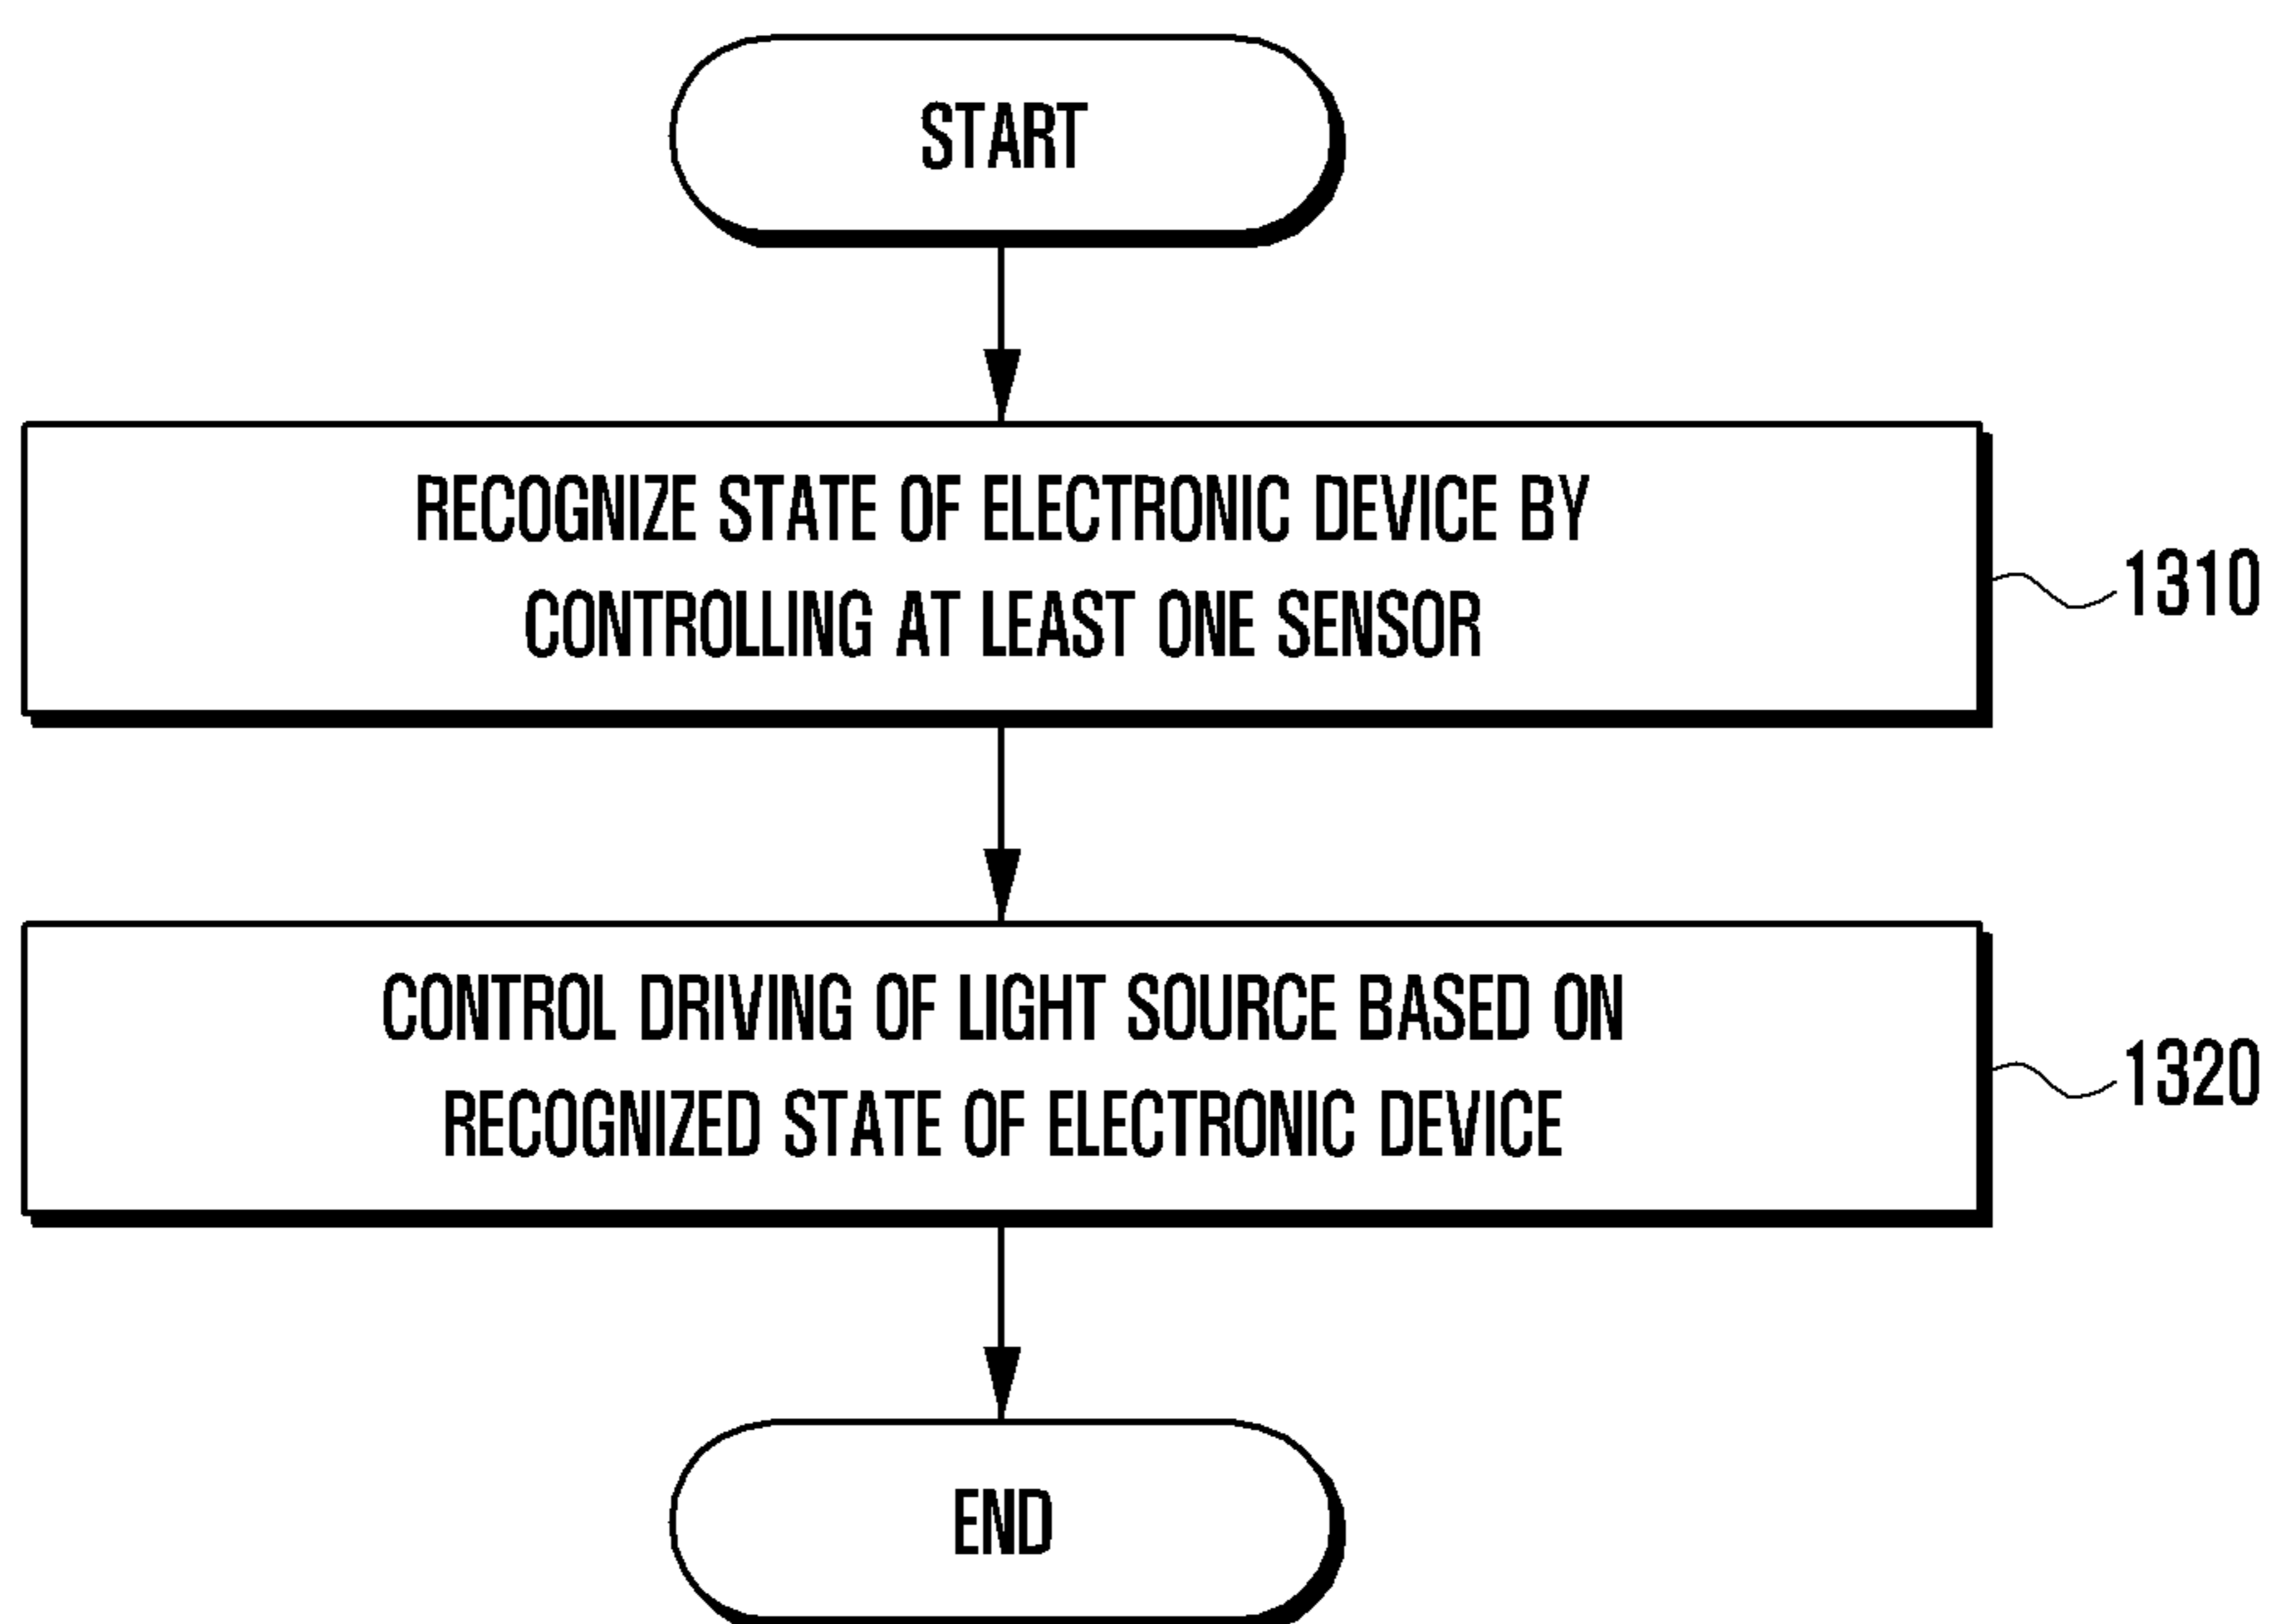 START
RECOGNIZE STATE OF ELECTRONIC DEVICE BY
CONTROLLING AT LEAST ONE SENSOR
1310
CONTROL DRIVING OF LIGHT SOURCE BASED ON
RECOGNIZED STATE OF ELECTRONIC DEVICE
1320
END